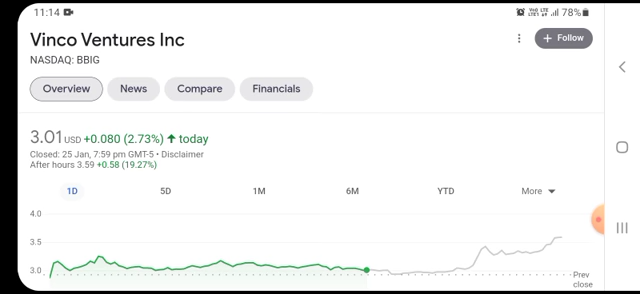 11:14 78%
Vinco Ventures Inc
+ Follow
NASDAQ: BBIG
Overview News Compare Financials
3.01 USD +0.080 (2.73%) today
Closed: 25 Jan, 7:59 pm GMT-5 • Disclaimer
After hours 3.59 +0.58 (19.27%)
1D 5D 1M 6M YTD More
4.0
3.5
3.0
Prev
close